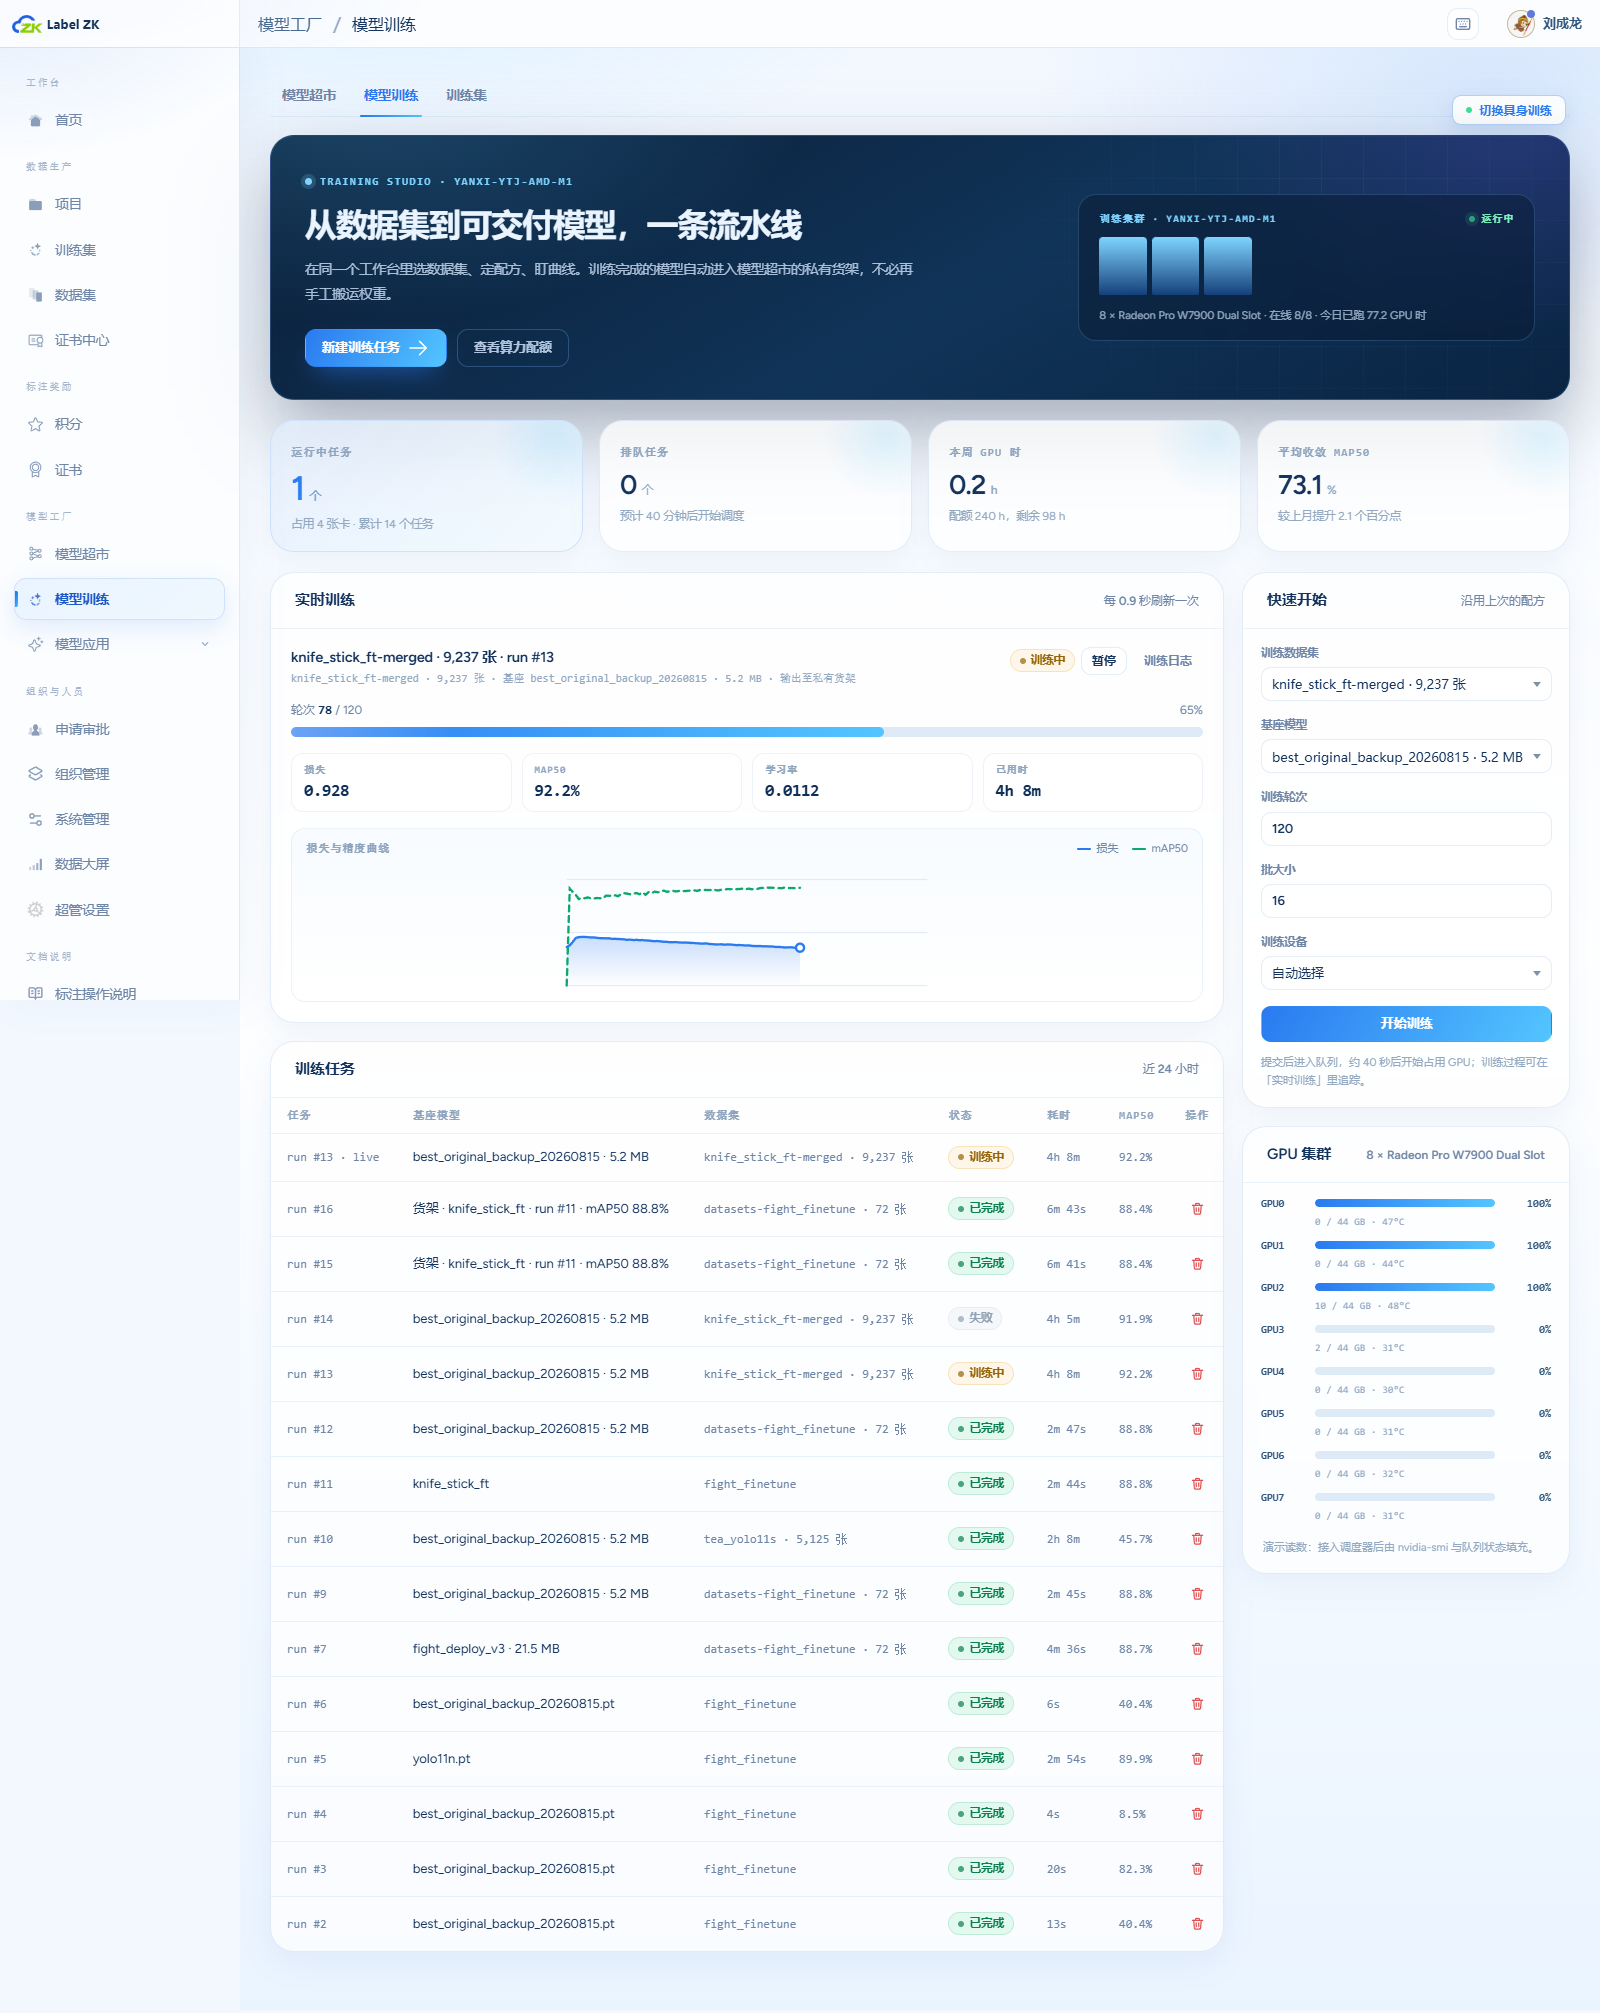 ZK Label ZK
模型工厂 / 模型训练
刘成龙
工作台
首页
数据生产
项目
训练集
数据集
证书中心
标注奖励
积分
证书
模型工厂
模型超市
模型训练
模型应用
组织与人员
申请审批
组织管理
系统管理
数据大屏
超管设置
文档说明
标注操作说明
模型超市 模型训练 训练集
切换具身训练
TRAINING STUDIO · YANXI-YTJ-AMD-M1
从数据集到可交付模型，一条流水线
在同一个工作台里选数据集、定配方、盯曲线。训练完成的模型自动进入模型超市的私有货架，不必再
手工搬运权重。
新建训练任务
查看算力配额
训练集群 · YANXI-YTJ-AMD-M1
运行中
8 × Radeon Pro W7900 Dual Slot · 在线 8/8 · 今日已跑 77.2 GPU 时
运行中任务
1 个
占用 4 张卡 · 累计 14 个任务
排队任务
0 个
预计 40 分钟后开始调度
本周 GPU 时
0.2 h
配额 240 h，剩余 98 h
平均收敛 MAP50
73.1 %
较上月提升 2.1 个百分点
实时训练
每 0.9 秒刷新一次
knife_stick_ft-merged · 9,237 张 · run #13
knife_stick_ft-merged · 9,237 张 · 基座 best_original_backup_20260815 · 5.2 MB · 输出至私有货架
训练中
暂停
训练日志
轮次 78 / 120
65%
损失
0.928
MAP50
92.2%
学习率
0.0112
已用时
4h 8m
损失与精度曲线
损失 mAP50
快速开始
沿用上次的配方
训练数据集
knife_stick_ft-merged · 9,237 张
基座模型
best_original_backup_20260815 · 5.2 MB
训练轮次
120
批大小
16
训练设备
自动选择
开始训练
提交后进入队列，约 40 秒后开始占用 GPU；训练过程可在
「实时训练」里追踪。
训练任务
近 24 小时
任务 基座模型 数据集 状态 耗时 MAP50 操作
run #13 · live best_original_backup_20260815 · 5.2 MB knife_stick_ft-merged · 9,237 张 训练中 4h 8m 92.2%
run #16 货架 · knife_stick_ft · run #11 · mAP50 88.8% datasets-fight_finetune · 72 张 已完成 6m 43s 88.4%
run #15 货架 · knife_stick_ft · run #11 · mAP50 88.8% datasets-fight_finetune · 72 张 已完成 6m 41s 88.4%
run #14 best_original_backup_20260815 · 5.2 MB knife_stick_ft-merged · 9,237 张 失败 4h 5m 91.9%
run #13 best_original_backup_20260815 · 5.2 MB knife_stick_ft-merged · 9,237 张 训练中 4h 8m 92.2%
run #12 best_original_backup_20260815 · 5.2 MB datasets-fight_finetune · 72 张 已完成 2m 47s 88.8%
run #11 knife_stick_ft fight_finetune 已完成 2m 44s 88.8%
run #10 best_original_backup_20260815 · 5.2 MB tea_yolo11s · 5,125 张 已完成 2h 8m 45.7%
run #9 best_original_backup_20260815 · 5.2 MB datasets-fight_finetune · 72 张 已完成 2m 45s 88.8%
run #7 fight_deploy_v3 · 21.5 MB datasets-fight_finetune · 72 张 已完成 4m 36s 88.7%
run #6 best_original_backup_20260815.pt fight_finetune 已完成 6s 40.4%
run #5 yolo11n.pt fight_finetune 已完成 2m 54s 89.9%
run #4 best_original_backup_20260815.pt fight_finetune 已完成 4s 8.5%
run #3 best_original_backup_20260815.pt fight_finetune 已完成 20s 82.3%
run #2 best_original_backup_20260815.pt fight_finetune 已完成 13s 40.4%
GPU 集群
8 × Radeon Pro W7900 Dual Slot
GPU0 100%
0 / 44 GB · 47°C
GPU1 100%
0 / 44 GB · 44°C
GPU2 100%
10 / 44 GB · 48°C
GPU3 0%
2 / 44 GB · 31°C
GPU4 0%
0 / 44 GB · 30°C
GPU5 0%
0 / 44 GB · 31°C
GPU6 0%
0 / 44 GB · 32°C
GPU7 0%
0 / 44 GB · 31°C
演示读数：接入调度器后由 nvidia-smi 与队列状态填充。